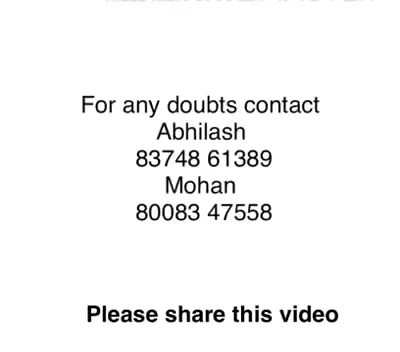 For any doubts contact
Abhilash
83748 61389
Mohan
80083 47558
Please share this video